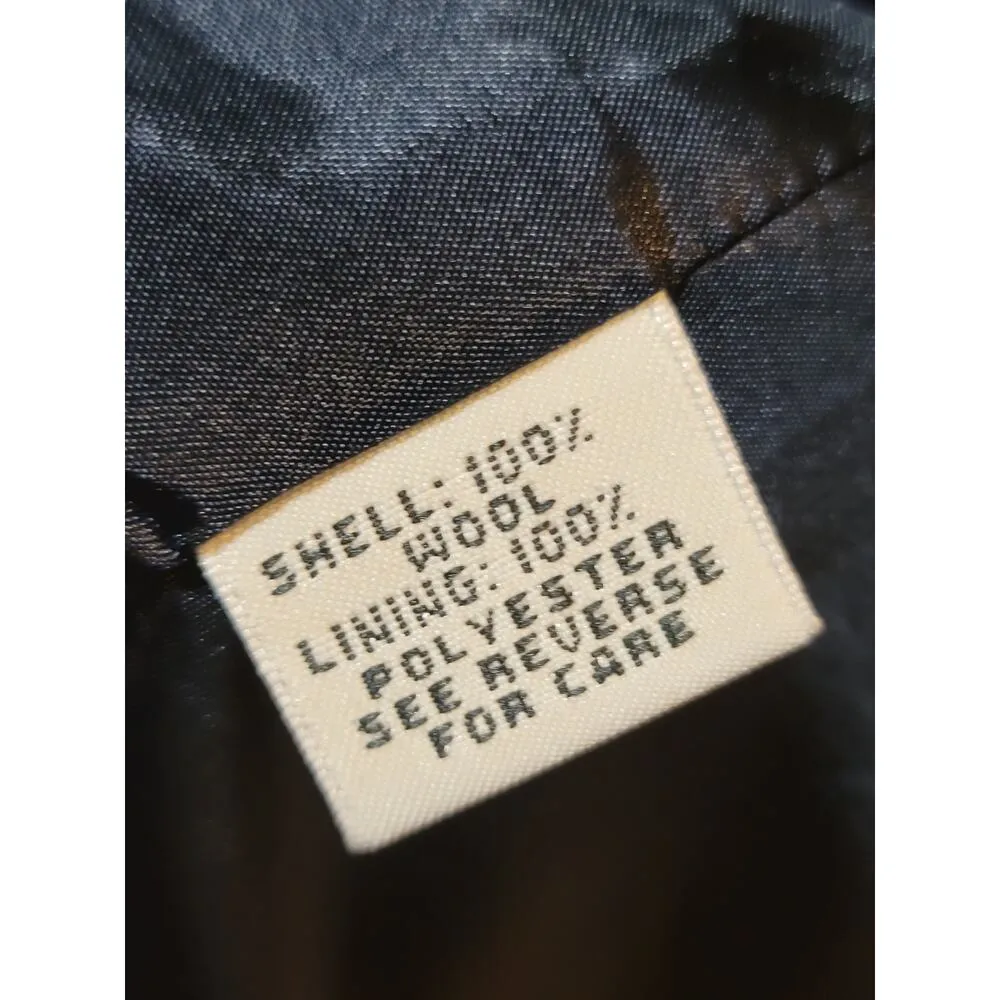 SHELL: 100%
WOOL
LINING: 100%
POLYESTER
SEE REVERSE
FOR CARE